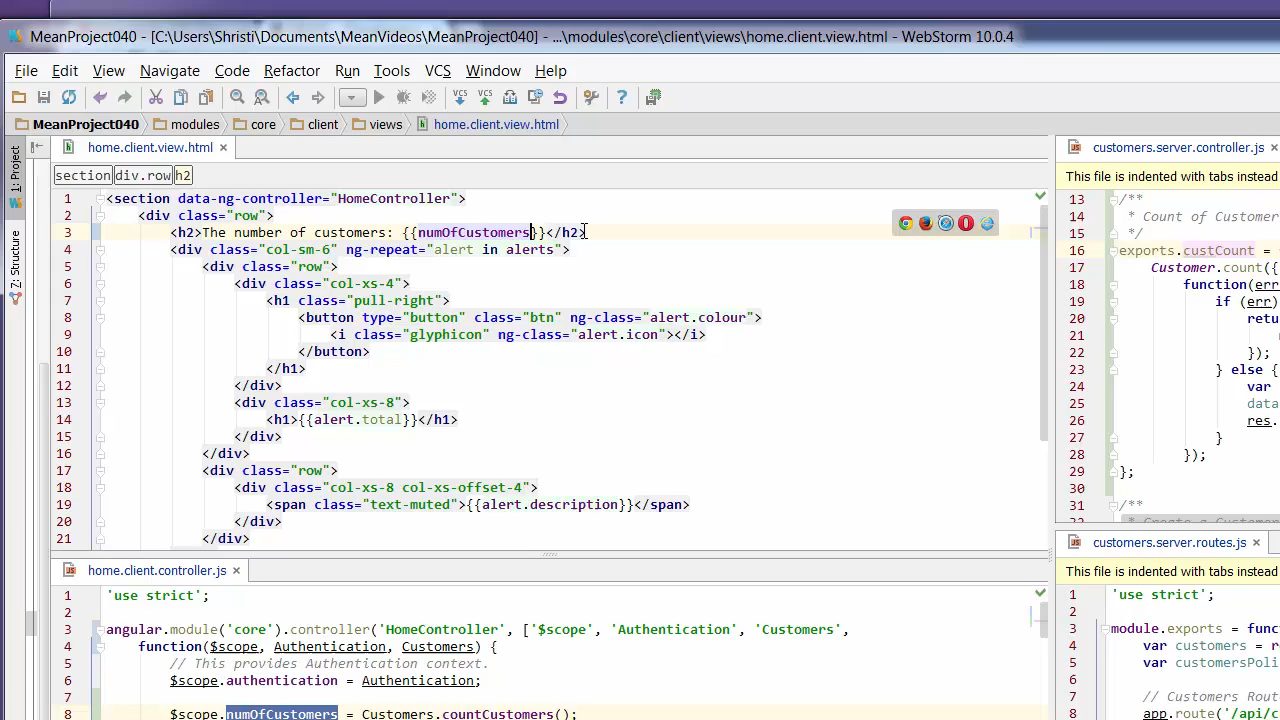 MeanProject040 - [C:\Users\Shristi\Documents\MeanVideos\MeanProject040] - ...\modules\core\client\views\home.client.view.html - WebStorm 10.0.4
File Edit View Navigate Code Refactor Run Tools VCS Window Help
VCS VCS
MeanProject040 modules core client views home.client.view.html
1: Project
Z: Structure
home.client.view.html
section div.row h2
1 <section data-ng-controller="HomeController">
2 <div class="row">
3 <h2>The number of customers: {{numOfCustomers}}</h2>
4 <div class="col-sm-6" ng-repeat="alert in alerts">
5 <div class="row">
6 <div class="col-xs-4">
7 <h1 class="pull-right">
8 <button type="button" class="btn" ng-class="alert.colour">
9 <i class="glyphicon" ng-class="alert.icon"></i>
10 </button>
11 </h1>
12 </div>
13 <div class="col-xs-8">
14 <h1>{{alert.total}}</h1>
15 </div>
16 </div>
17 <div class="row">
18 <div class="col-xs-8 col-xs-offset-4">
19 <span class="text-muted">{{alert.description}}</span>
20 </div>
21 </div>
home.client.controller.js
1 'use strict';
2
3 angular.module('core').controller('HomeController', ['$scope', 'Authentication', 'Customers',
4 function($scope, Authentication, Customers) {
5 // This provides Authentication context.
6 $scope.authentication = Authentication;
7
8 $scope.numOfCustomers = Customers.countCustomers();
customers.server.controller.js
This file is indented with tabs instead
13 /**
14 * Count of Customer
15 */
16 exports.custCount =
17 Customer.count({
18 function(err
19 if (err)
20 retu
21
22 });
23 } else {
24 var
25 data
26 res.
27 }
28 });
29 };
30
31 /**
32 * Create a Customer
customers.server.routes.js
This file is indented with tabs instead
1 'use strict';
2
3 module.exports = func
4 var customers = re
5 var customersPoli
6
7 // Customers Rout
8 app.route('/api/c